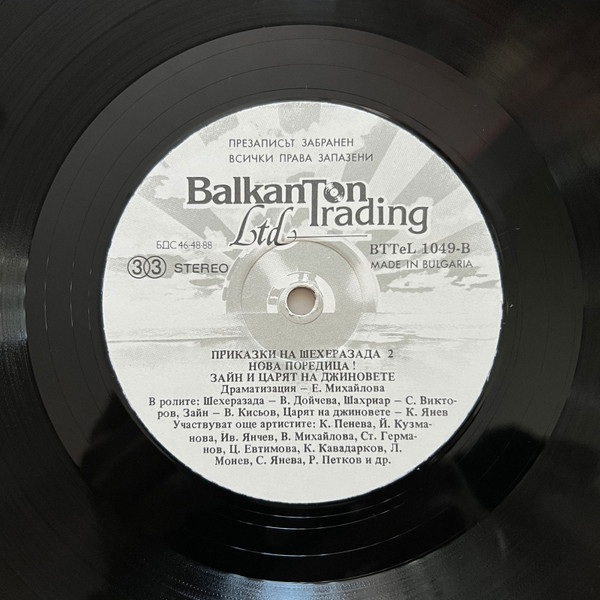 ПРЕЗАПИСЪТ ЗАБРАНЕН
ВСИЧКИ ПРАВА ЗАПАЗЕНИ
BalkanTon
Trading
Ltd
БДС 46-48-88
BTTeL 1049-B
33 STEREO
MADE IN BULGARIA
ПРИКАЗКИ НА ШЕХЕРАЗАДА 2
НОВА ПОРЕДИЦА !
ЗАЙН И ЦАРЯТ НА ДЖИНОВЕТЕ
Драматизация – Е. Михайлова
В ролите: Шехеразада – В. Дойчева, Шахриар – С. Викто-
ров, Зайн – В. Кисьов, Царят на джиновете – К. Янев
Участвуват още артистите: К. Пенева, Й. Кузма-
нова, Ив. Янчев, В. Михайлова, Ст. Герма-
нов, Ц. Евтимова, К. Кавадарков, Л.
Монев, С. Янева, Р. Петков и др.